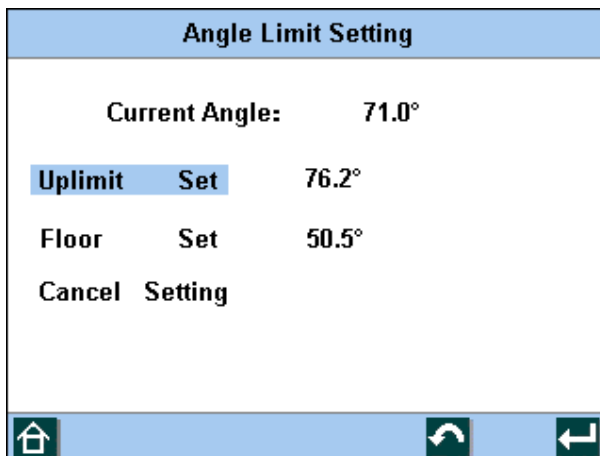 Angle Limit Setting
Current Angle: 71.0°
Uplimit Set 76.2°
Floor Set 50.5°
Cancel Setting